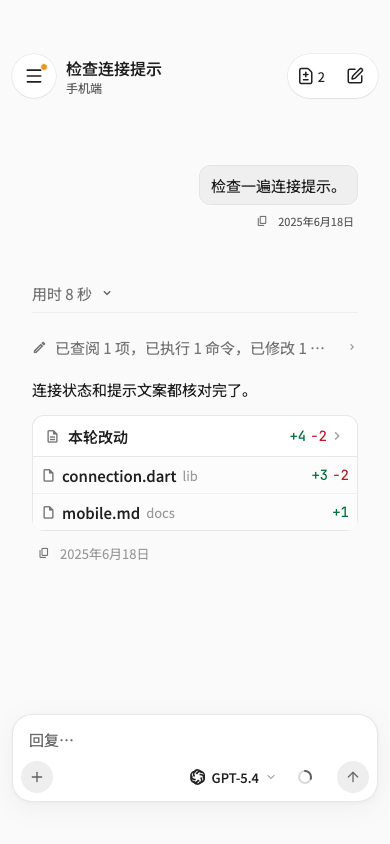 检查连接提示
手机端
2
检查一遍连接提示。
2025年6月18日
用时 8 秒
已查阅 1 项，已执行 1 命令，已修改 1 …
连接状态和提示文案都核对完了。
本轮改动 +4 -2
connection.dart lib +3 -2
mobile.md docs +1
2025年6月18日
回复…
GPT-5.4